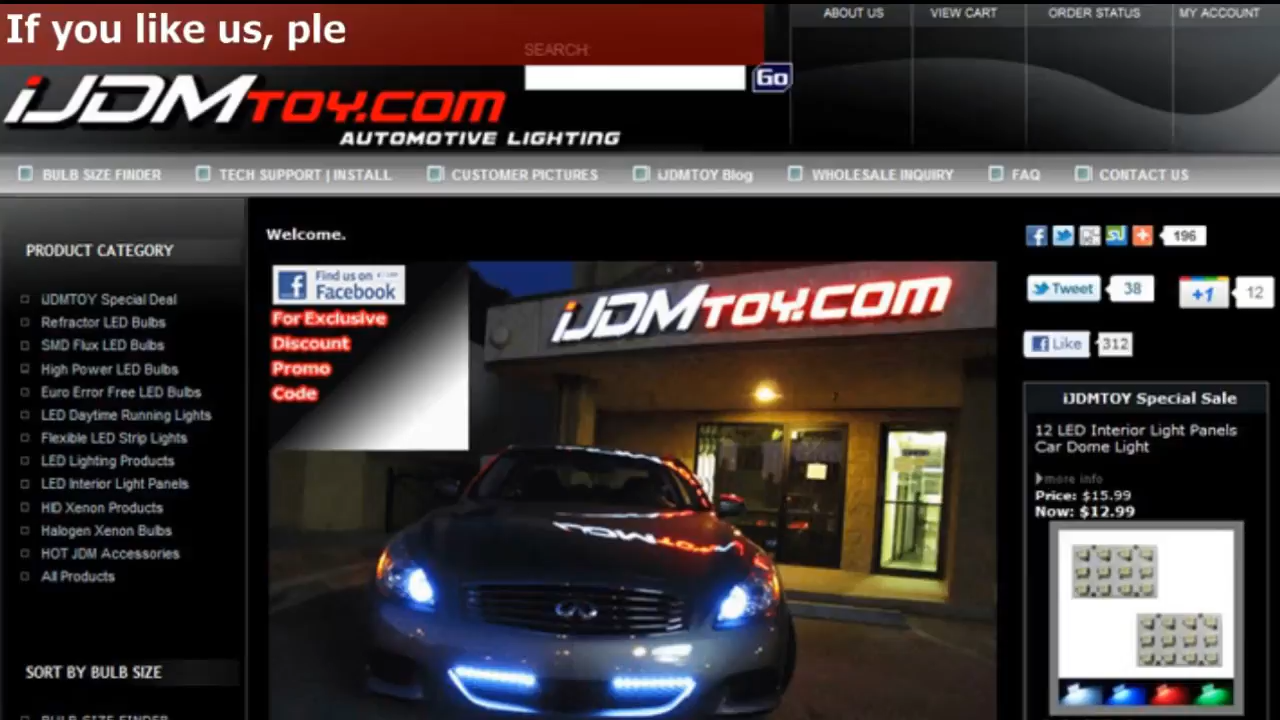 If you like us, ple
ABOUT US
VIEW CART
ORDER STATUS
MY ACCOUNT
SEARCH:
Go
iJDMTOY.COM
AUTOMOTIVE LIGHTING
BULB SIZE FINDER
TECH SUPPORT | INSTALL
CUSTOMER PICTURES
iJDMTOY Blog
WHOLESALE INQUIRY
FAQ
CONTACT US
PRODUCT CATEGORY
iJDMTOY Special Deal
Refractor LED Bulbs
SMD Flux LED Bulbs
High Power LED Bulbs
Euro Error Free LED Bulbs
LED Daytime Running Lights
Flexible LED Strip Lights
LED Lighting Products
LED Interior Light Panels
HID Xenon Products
Halogen Xenon Bulbs
HOT JDM Accessories
All Products
SORT BY BULB SIZE
BULB SIZE FINDER
Welcome.
Find us on
Facebook
For Exclusive
Discount
Promo
Code
iJDMTOY.COM
196
Tweet
38
+1
12
Like
312
iJDMTOY Special Sale
12 LED Interior Light Panels
Car Dome Light
more info
Price: $15.99
Now: $12.99